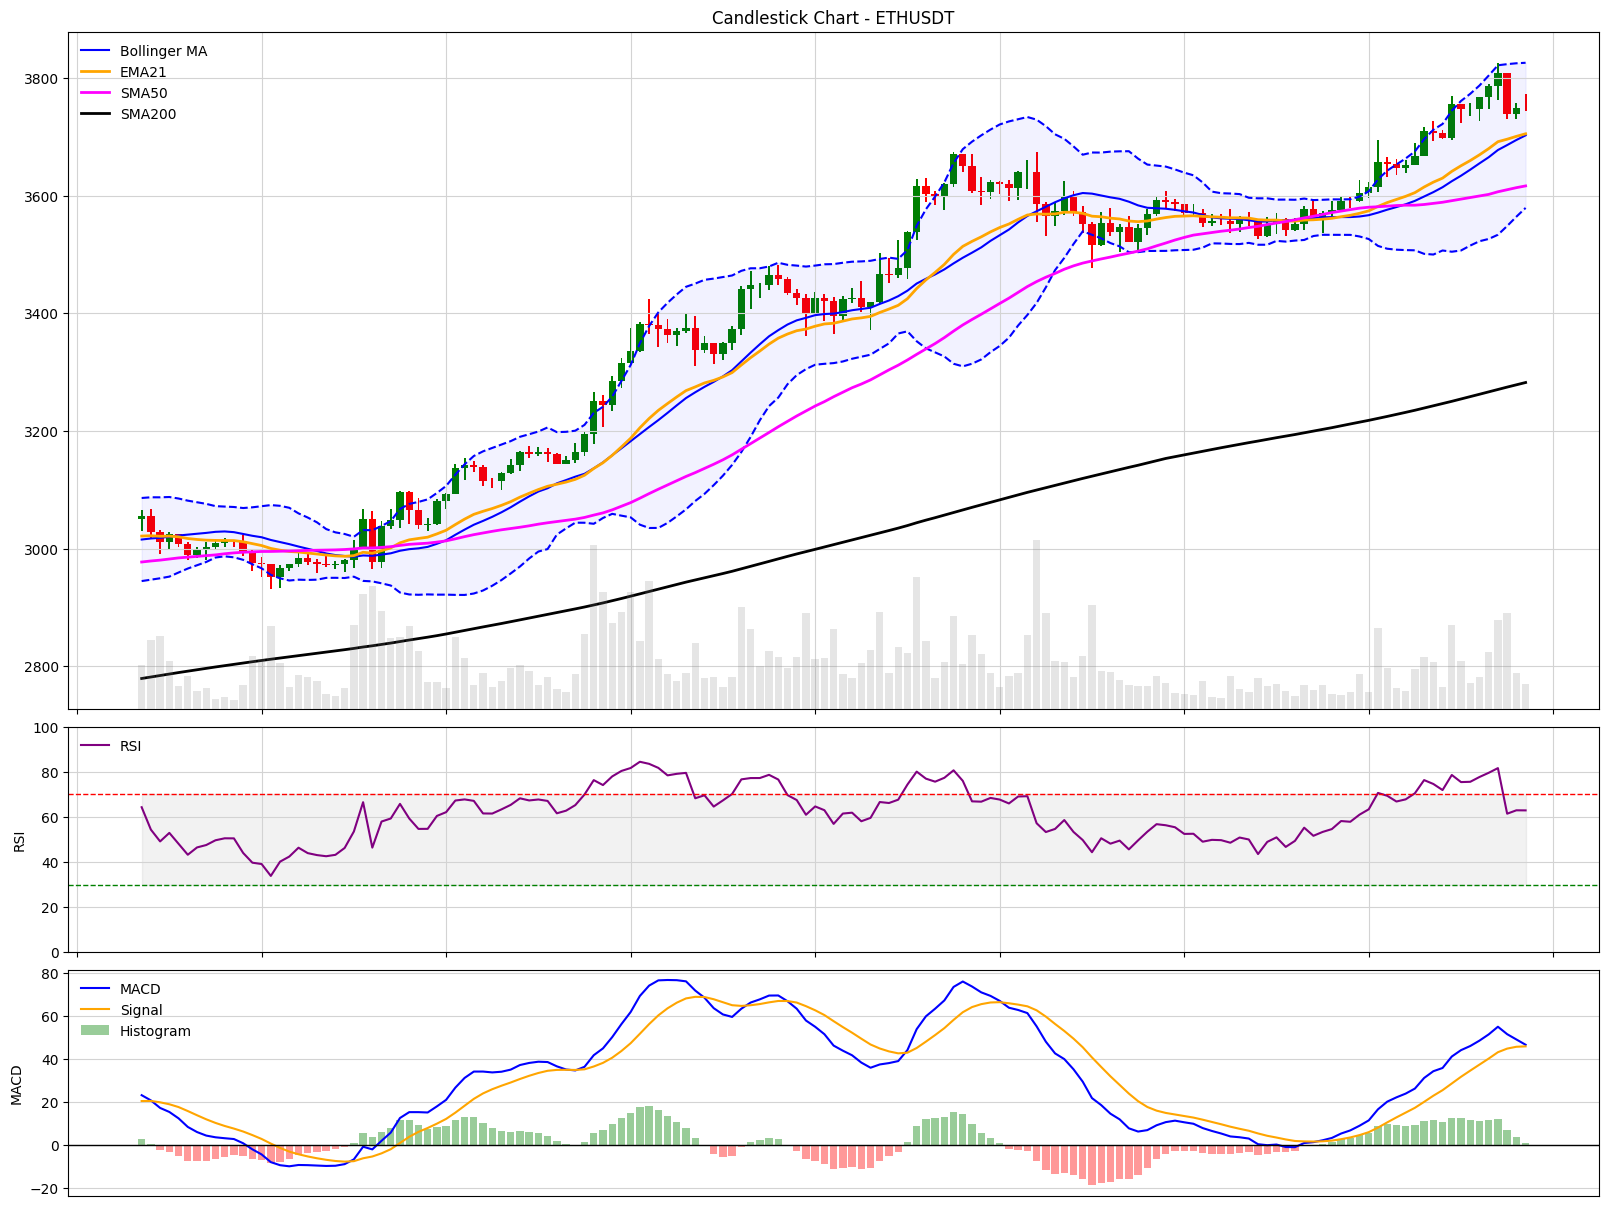 Candlestick Chart - ETHUSDT
Bollinger MA
EMA21
SMA50
SMA200
3800
3600
3400
3200
3000
2800
RSI
100
80
60
40
20
0
RSI
MACD
Signal
Histogram
80
60
40
20
0
−20
MACD